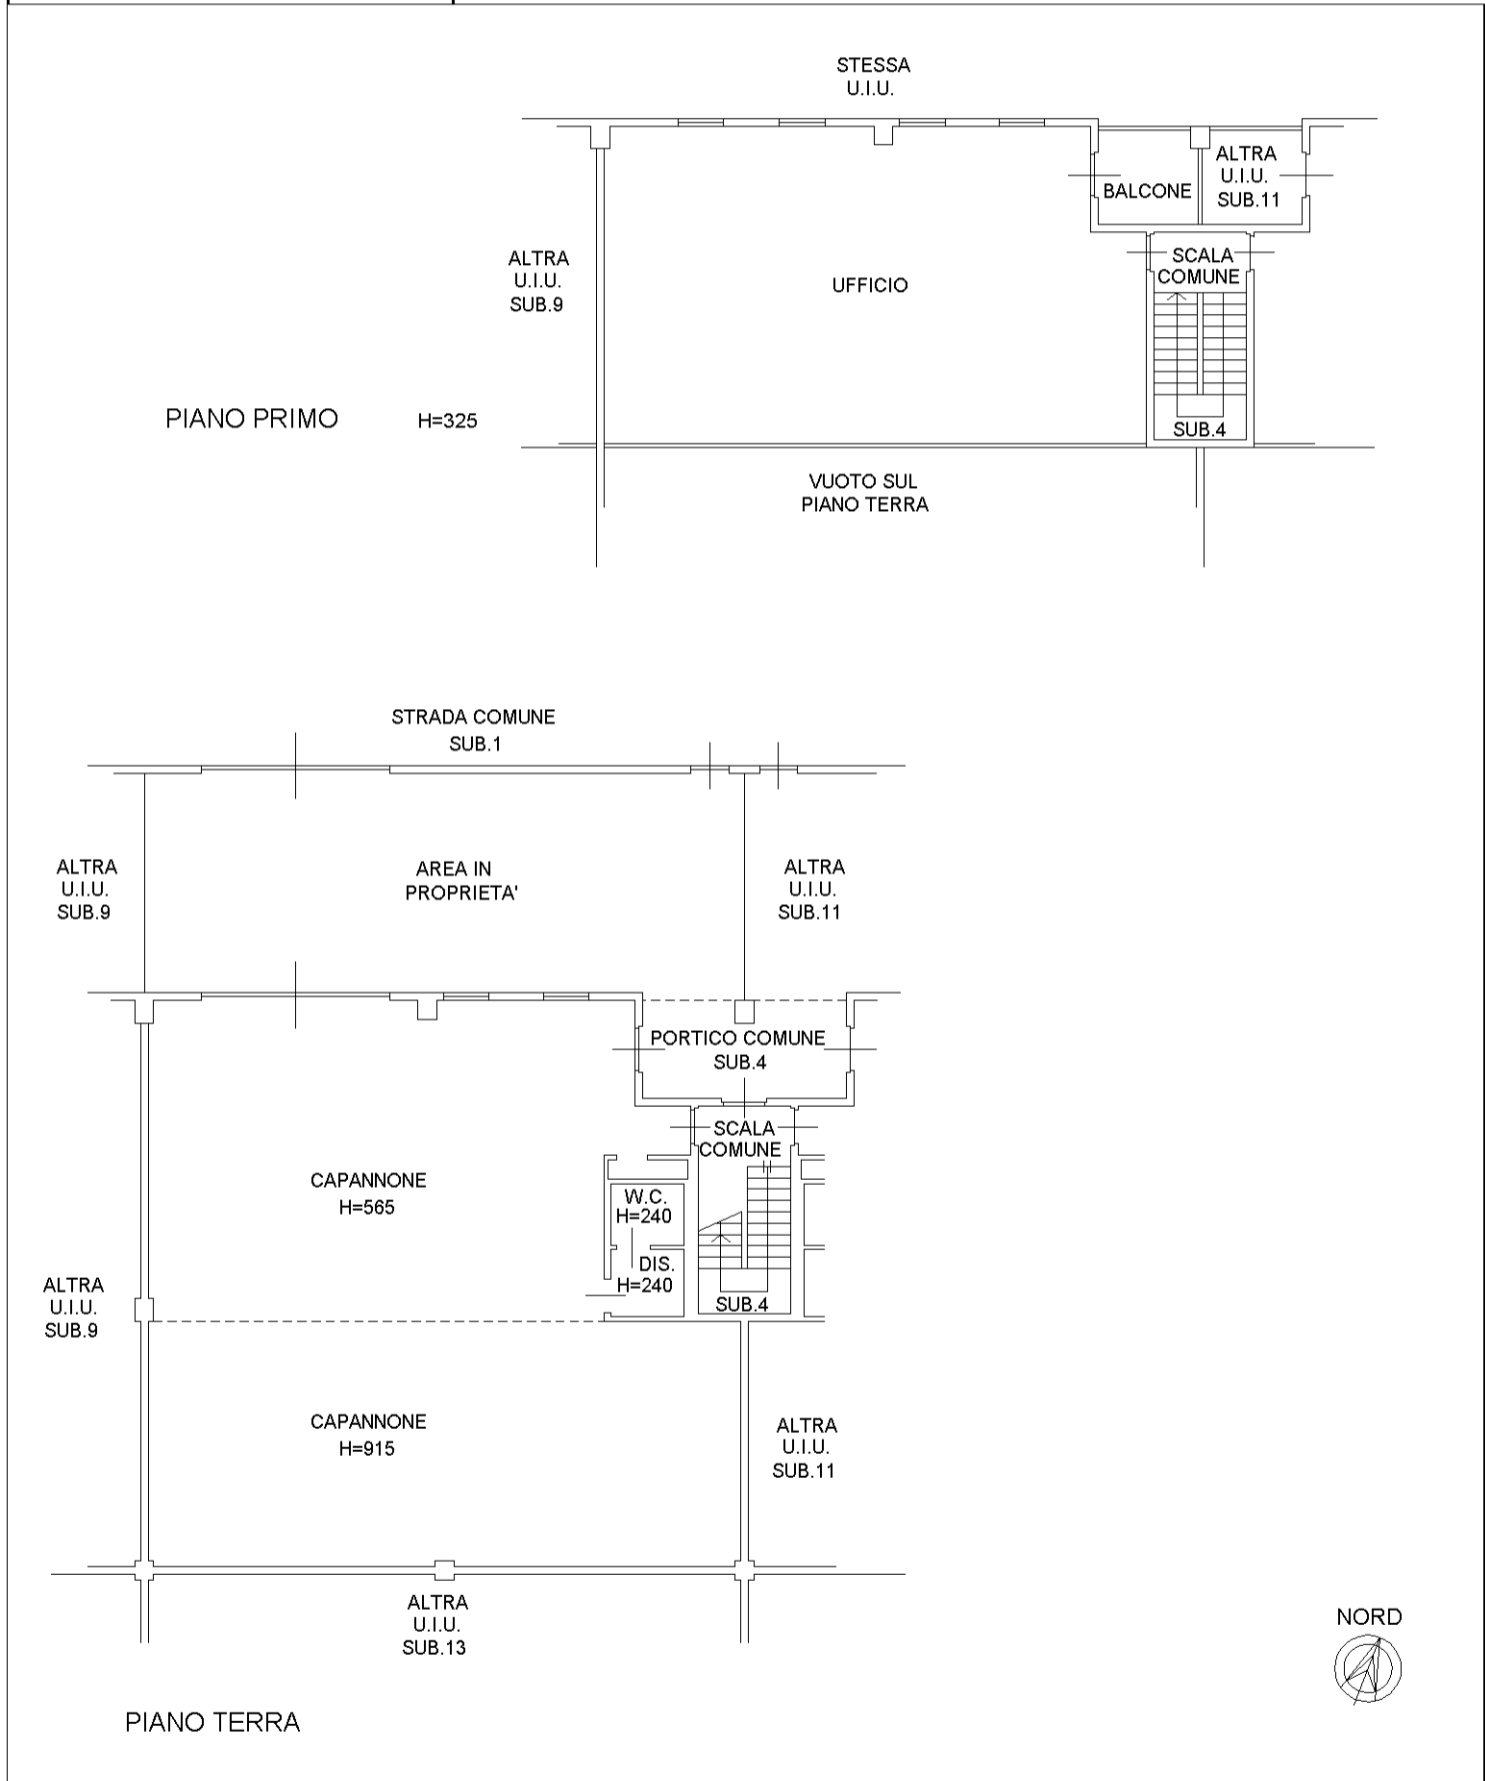 STESSA
U.I.U.
ALTRA
U.I.U.
SUB.11
BALCONE
ALTRA
U.I.U.
SUB.9
SCALA
COMUNE
UFFICIO
PIANO PRIMO
H=325
SUB.4
VUOTO SUL
PIANO TERRA
STRADA COMUNE
SUB.1
ALTRA
U.I.U.
SUB.9
AREA IN
PROPRIETA'
ALTRA
U.I.U.
SUB.11
PORTICO COMUNE
SUB.4
SCALA
COMUNE
CAPANNONE
H=565
W.C.
H=240
DIS.
H=240
SUB.4
ALTRA
U.I.U.
SUB.9
CAPANNONE
H=915
ALTRA
U.I.U.
SUB.11
ALTRA
U.I.U.
SUB.13
NORD
PIANO TERRA